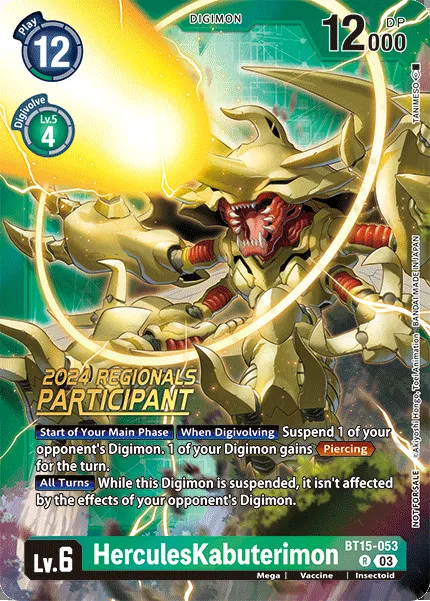 DIGIMON
Play
12
12000
DP
Digivolve
Lv.5
4
TANIMESO
©Akiyoshi Hongo, Toei Animation BANDAI MADE IN JAPAN
NOT FOR SALE
2024 REGIONALS
PARTICIPANT
Start of Your Main Phase When Digivolving Suspend 1 of your
opponent's Digimon. 1 of your Digimon gains Piercing
for the turn.
All Turns While this Digimon is suspended, it isn't affected
by the effects of your opponent's Digimon.
Lv.6
HerculesKabuterimon
BT15-053
R 03
Mega | Vaccine | Insectoid